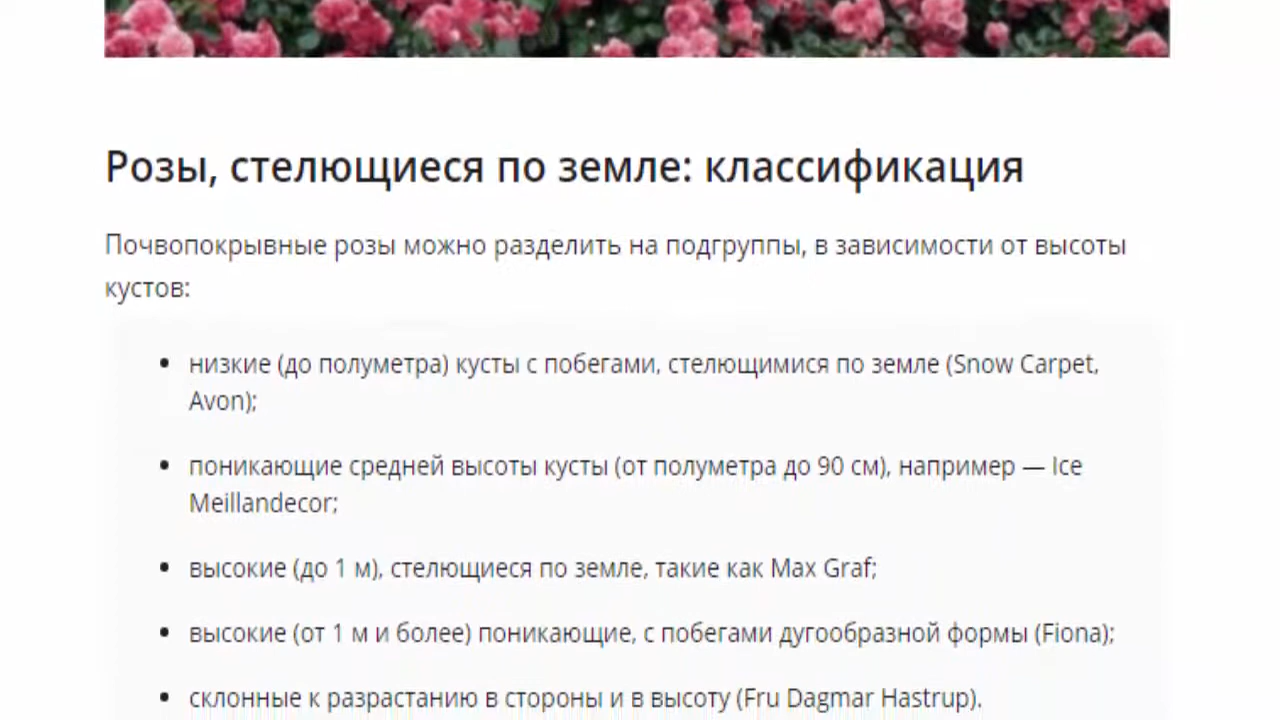 Розы, стелющиеся по земле: классификация
Почвопокрывные розы можно разделить на подгруппы, в зависимости от высоты
кустов:
• низкие (до полуметра) кусты с побегами, стелющимися по земле (Snow Carpet,
Avon);
• поникающие средней высоты кусты (от полуметра до 90 см), например — Ice
Meillandecor;
• высокие (до 1 м), стелющиеся по земле, такие как Max Graf;
• высокие (от 1 м и более) поникающие, с побегами дугообразной формы (Fiona);
• склонные к разрастанию в стороны и в высоту (Fru Dagmar Hastrup).